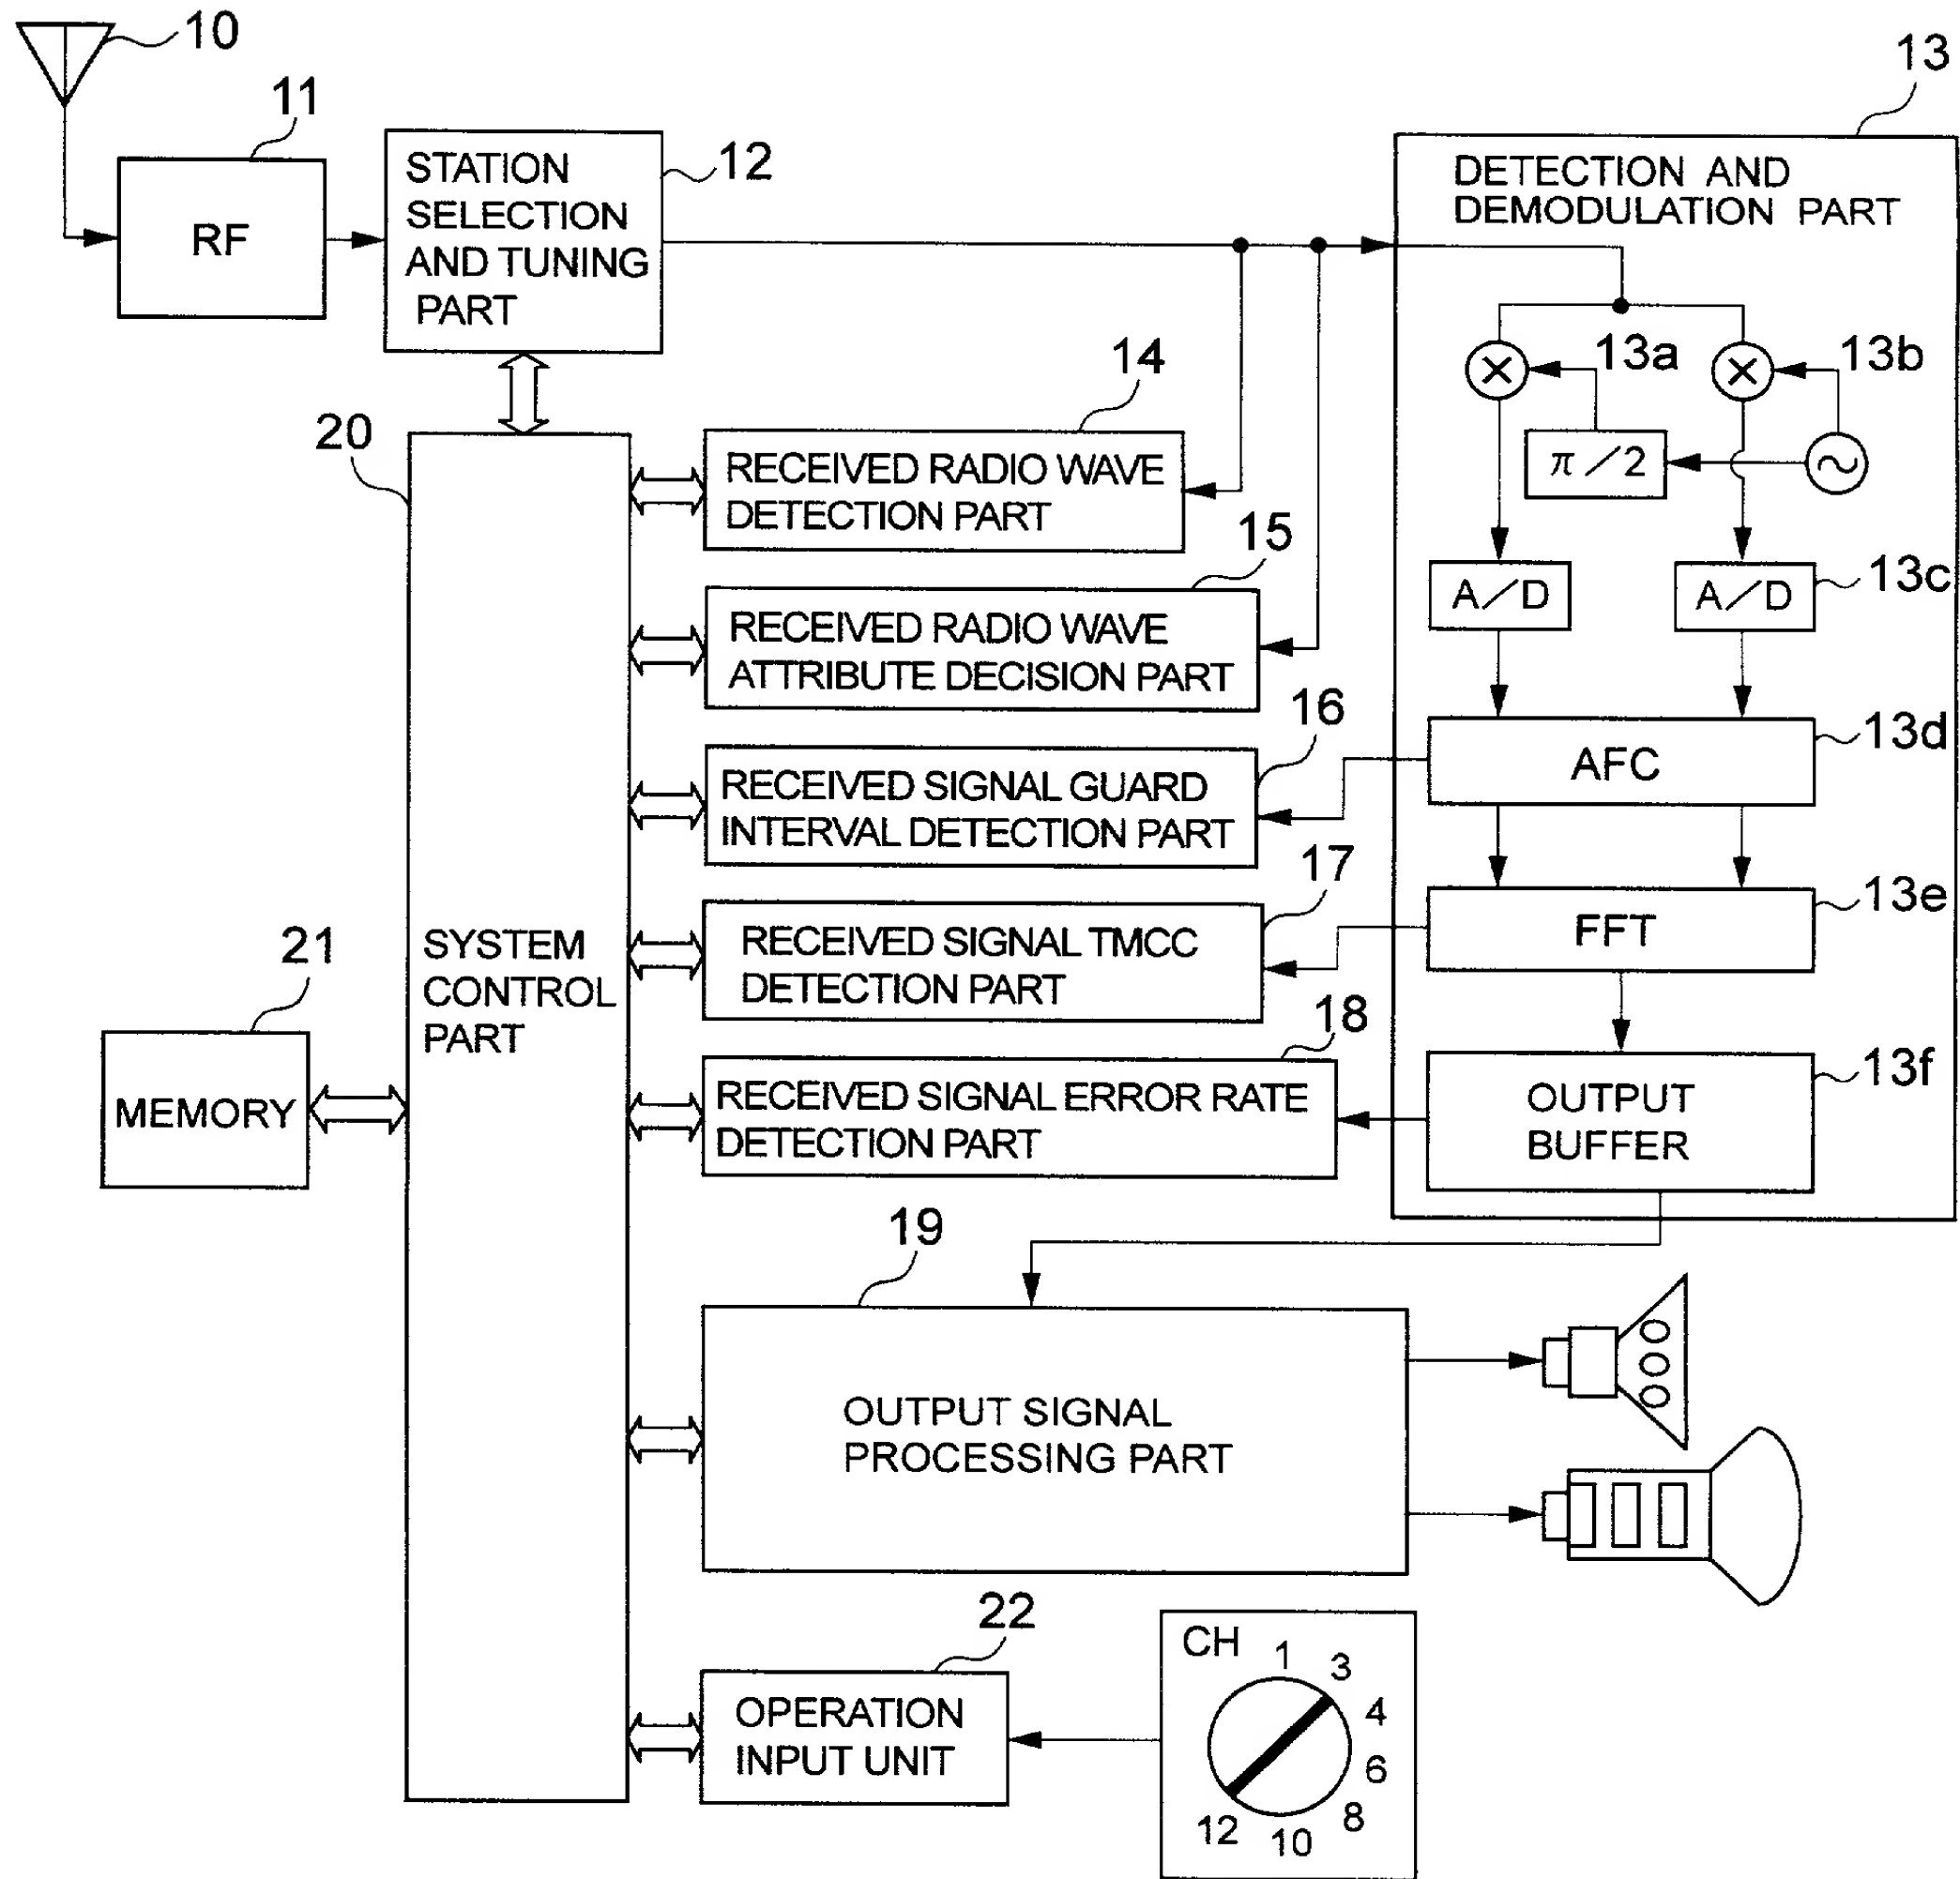 10
11
12
13
RF
STATION
SELECTION
AND TUNING
PART
DETECTION AND
DEMODULATION PART
13a
13b
π/2
14
20
RECEIVED RADIO WAVE
DETECTION PART
15
A/D
A/D
13c
RECEIVED RADIO WAVE
ATTRIBUTE DECISION PART
16
13d
AFC
RECEIVED SIGNAL GUARD
INTERVAL DETECTION PART
17
13e
FFT
RECEIVED SIGNAL TMCC
DETECTION PART
SYSTEM
CONTROL
PART
21
MEMORY
18
13f
RECEIVED SIGNAL ERROR RATE
DETECTION PART
OUTPUT
BUFFER
19
OUTPUT SIGNAL
PROCESSING PART
22
OPERATION
INPUT UNIT
CH
1
3
4
6
8
10
12